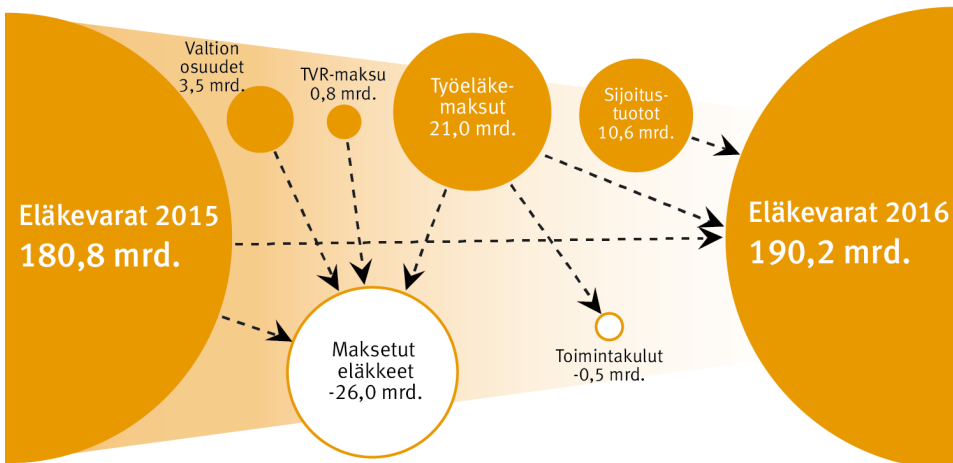 Valtion
osuudet
3,5 mrd.
TVR-maksu
0,8 mrd.
Työeläke-
maksut
21,0 mrd.
Sijoitus-
tuotot
10,6 mrd.
Eläkevarat 2015
180,8 mrd.
Eläkevarat 2016
190,2 mrd.
Maksetut
eläkkeet
-26,0 mrd.
Toimintakulut
-0,5 mrd.